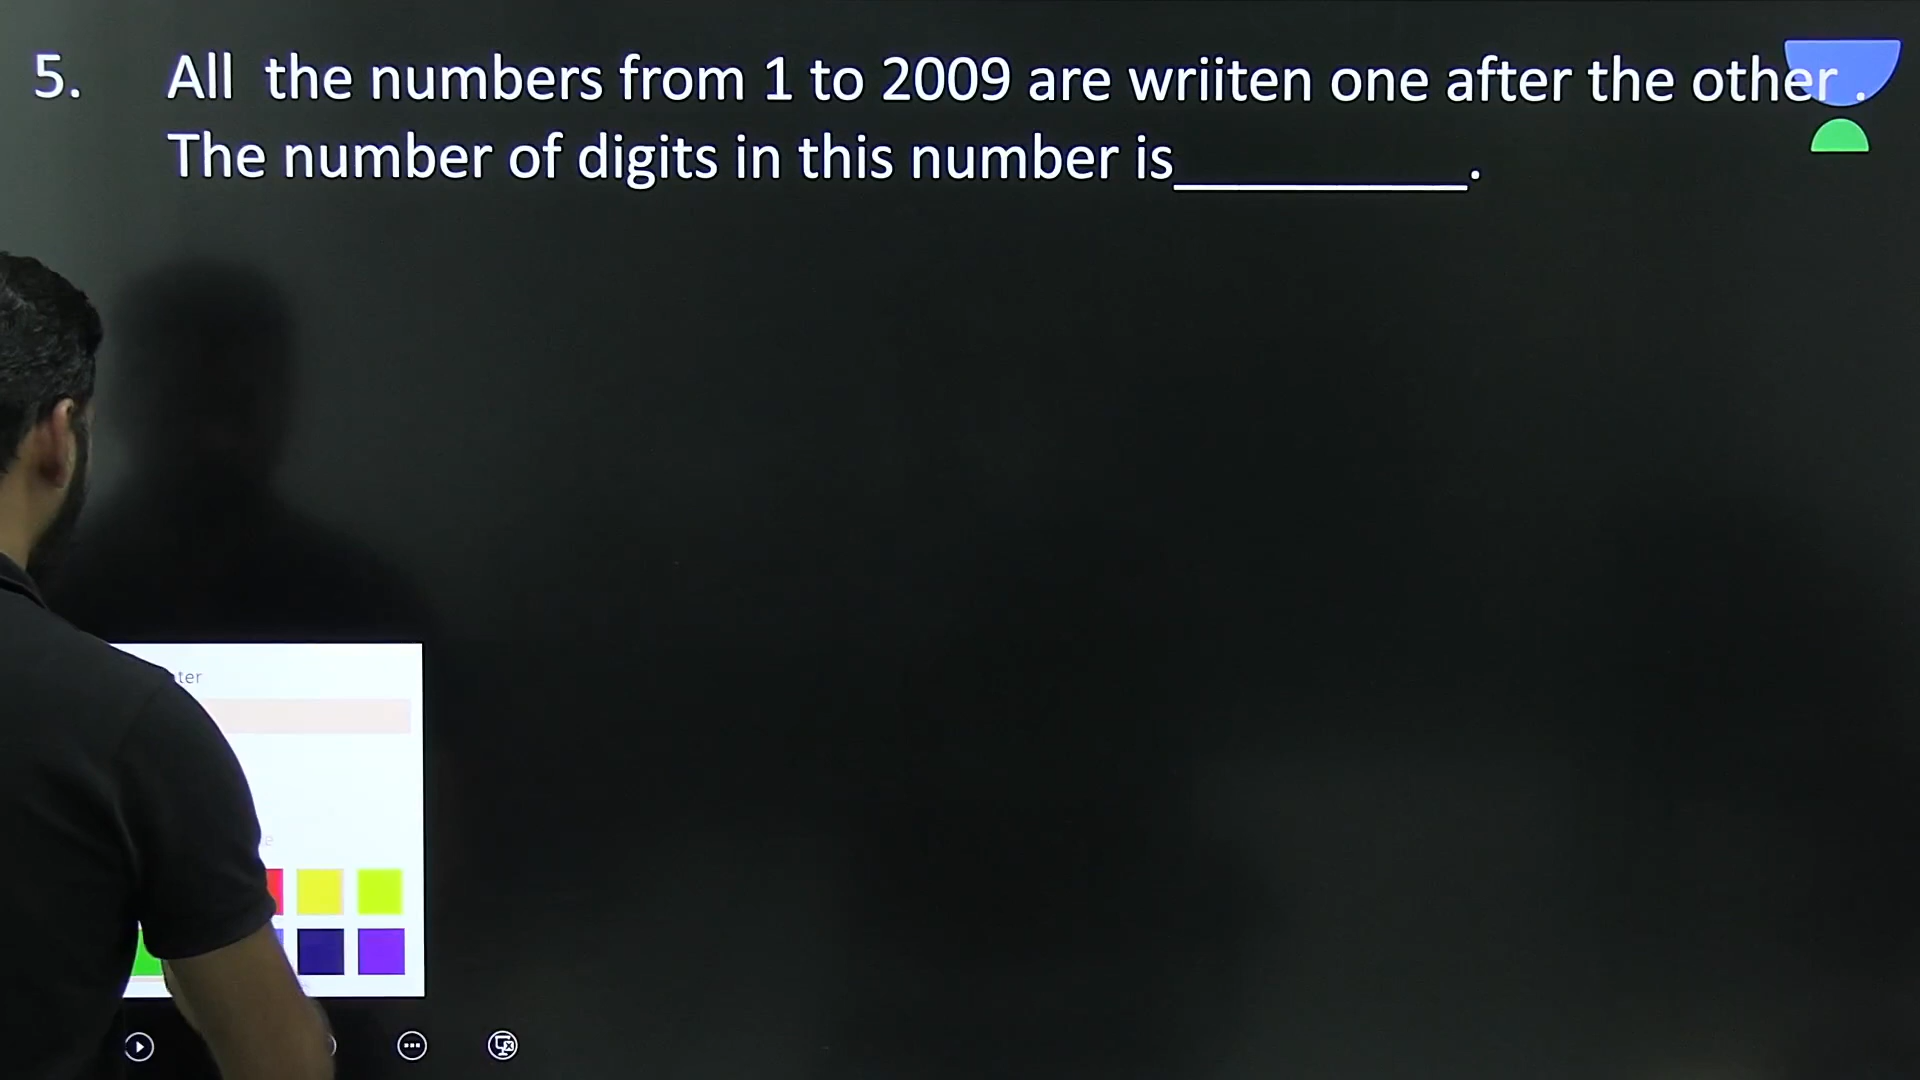 5. All the numbers from 1 to 2009 are wriiten one after the other .
The number of digits in this number is__________.